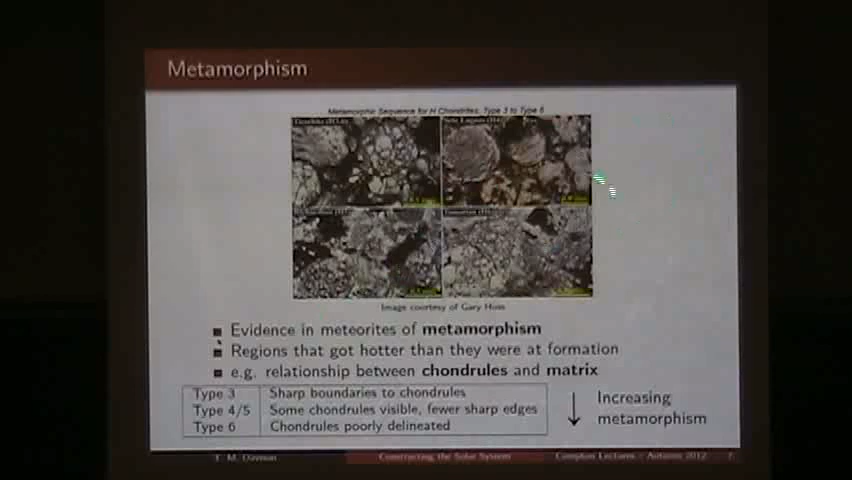 Metamorphism
Metamorphic Sequence for H Chondrites, Type 3 to Type 6
Image courtesy of Gary Huss
Evidence in meteorites of metamorphism
Regions that got hotter than they were at formation
e.g. relationship between chondrules and matrix
Type 3 Sharp boundaries to chondrules
Type 4/5 Some chondrules visible, fewer sharp edges
Type 6 Chondrules poorly delineated
Increasing
metamorphism
Constructing the Solar System
Compton Lectures – Autumn 2012 7